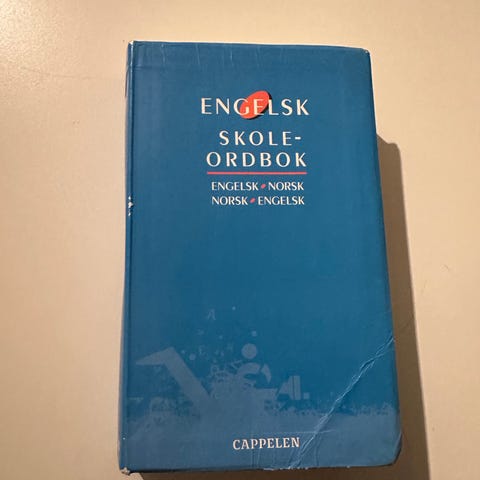 ENGELSK
SKOLE-
ORDBOK
ENGELSK • NORSK
NORSK • ENGELSK
CAPPELEN